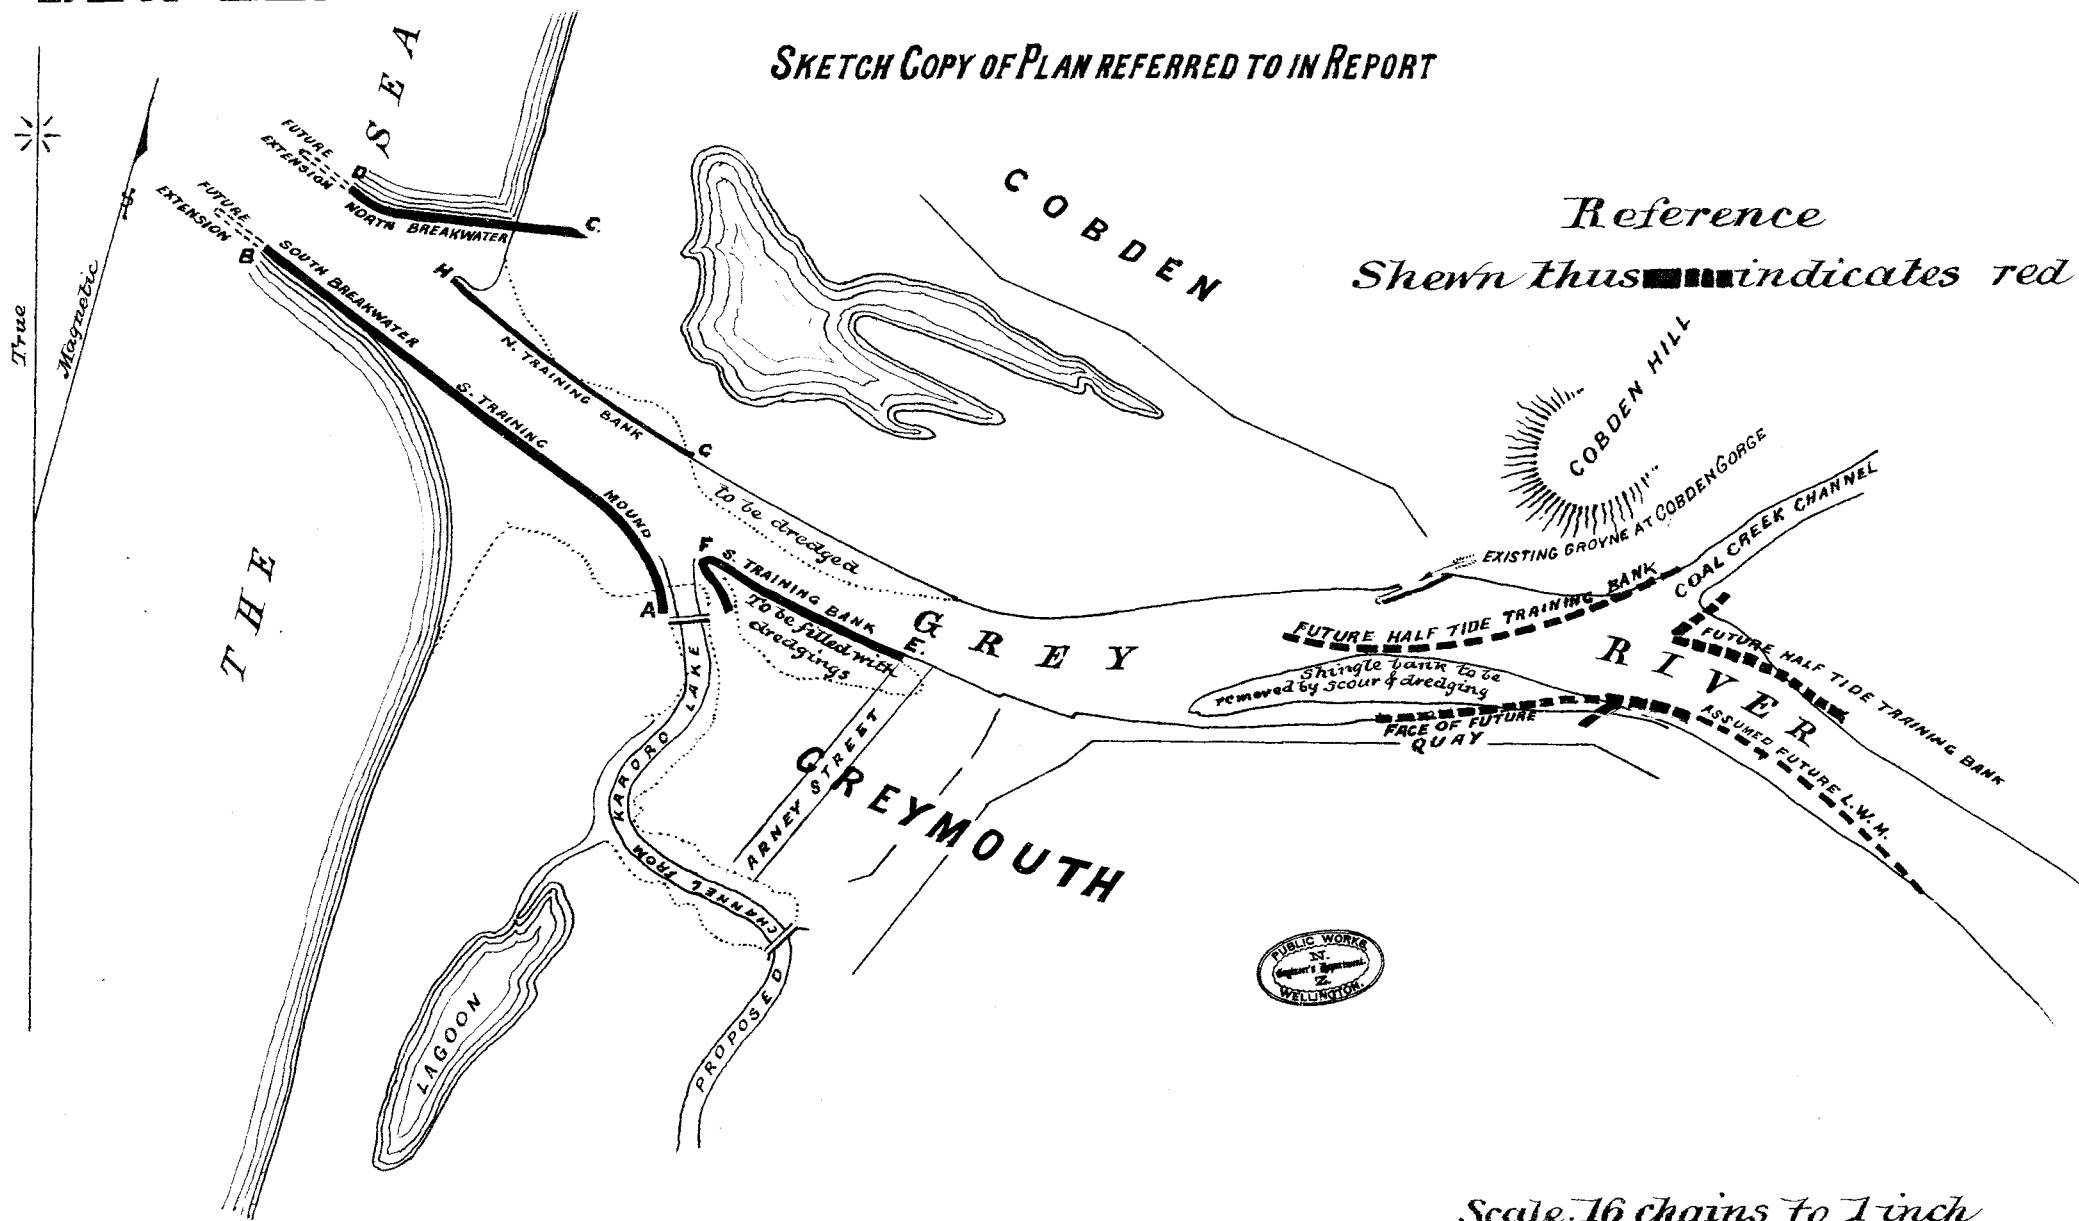 SKETCH COPY OF PLAN REFERRED TO IN REPORT
Reference
Shewn thus indicates red
True
Magnetic
THE SEA
FUTURE
EXTENSION
D
NORTH BREAKWATER
C.
FUTURE
EXTENSION
B
SOUTH BREAKWATER
H
N. TRAINING BANK
G
S. TRAINING MOUND
A
F
S. TRAINING BANK
E.
to be dredged
To be filled with
dredgings
COBDEN
COBDEN HILL
EXISTING GROYNE AT COBDEN GORGE
COAL CREEK CHANNEL
FUTURE HALF TIDE TRAINING BANK
GREY RIVER
FUTURE HALF TIDE TRAINING BANK
Shingle bank to be
removed by scour & dredging
FACE OF FUTURE
QUAY
ASSUMED FUTURE L.W.M.
ARNEY STREET
GREYMOUTH
PROPOSED CHANNEL FROM KARORO LAKE
LAGOON
PUBLIC WORKS.
N.
Engineer's Department.
Z.
WELLINGTON.
Scale. 16 chains to 1 inch